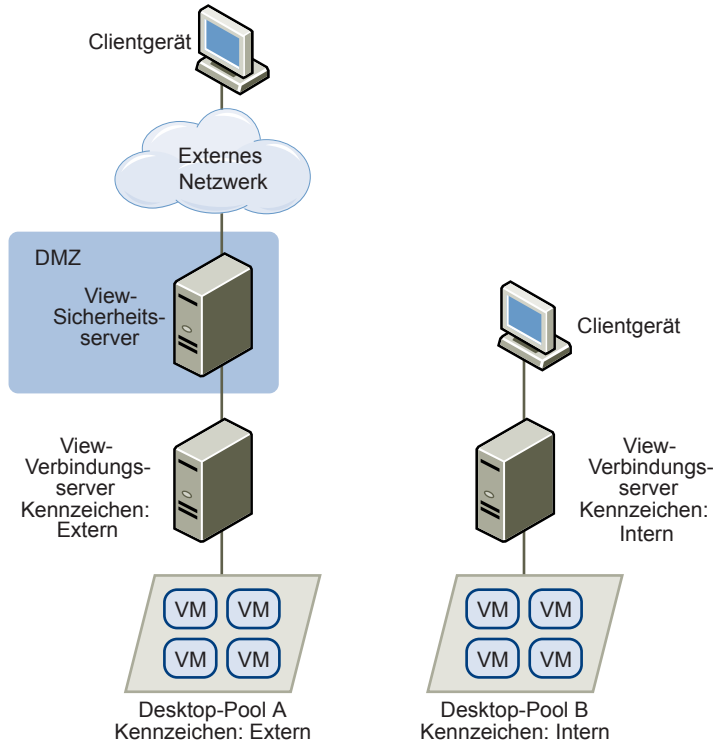 Clientgerät
Externes
Netzwerk
DMZ
View-
Sicherheits-
server
View-
Verbindungs-
server
Kennzeichen:
Extern
VM VM
VM VM
Desktop-Pool A
Kennzeichen: Extern
Clientgerät
View-
Verbindungs-
server
Kennzeichen:
Intern
VM VM
VM VM
Desktop-Pool B
Kennzeichen: Intern